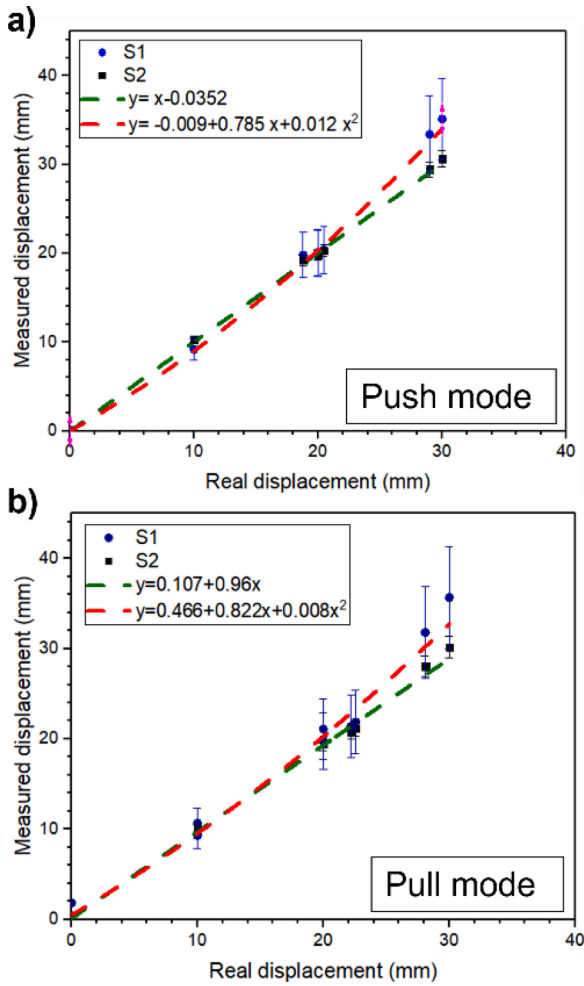 a)
S1
S2
y= x-0.0352
y= -0.009+0.785 x+0.012 x²
Measured displacement (mm)
40
30
20
10
0
Push mode
0 10 20 30 40
Real displacement (mm)
b)
S1
S2
y=0.107+0.96x
y=0.466+0.822x+0.008x²
Measured displacement (mm)
40
30
20
10
0
Pull mode
0 10 20 30 40
Real displacement (mm)